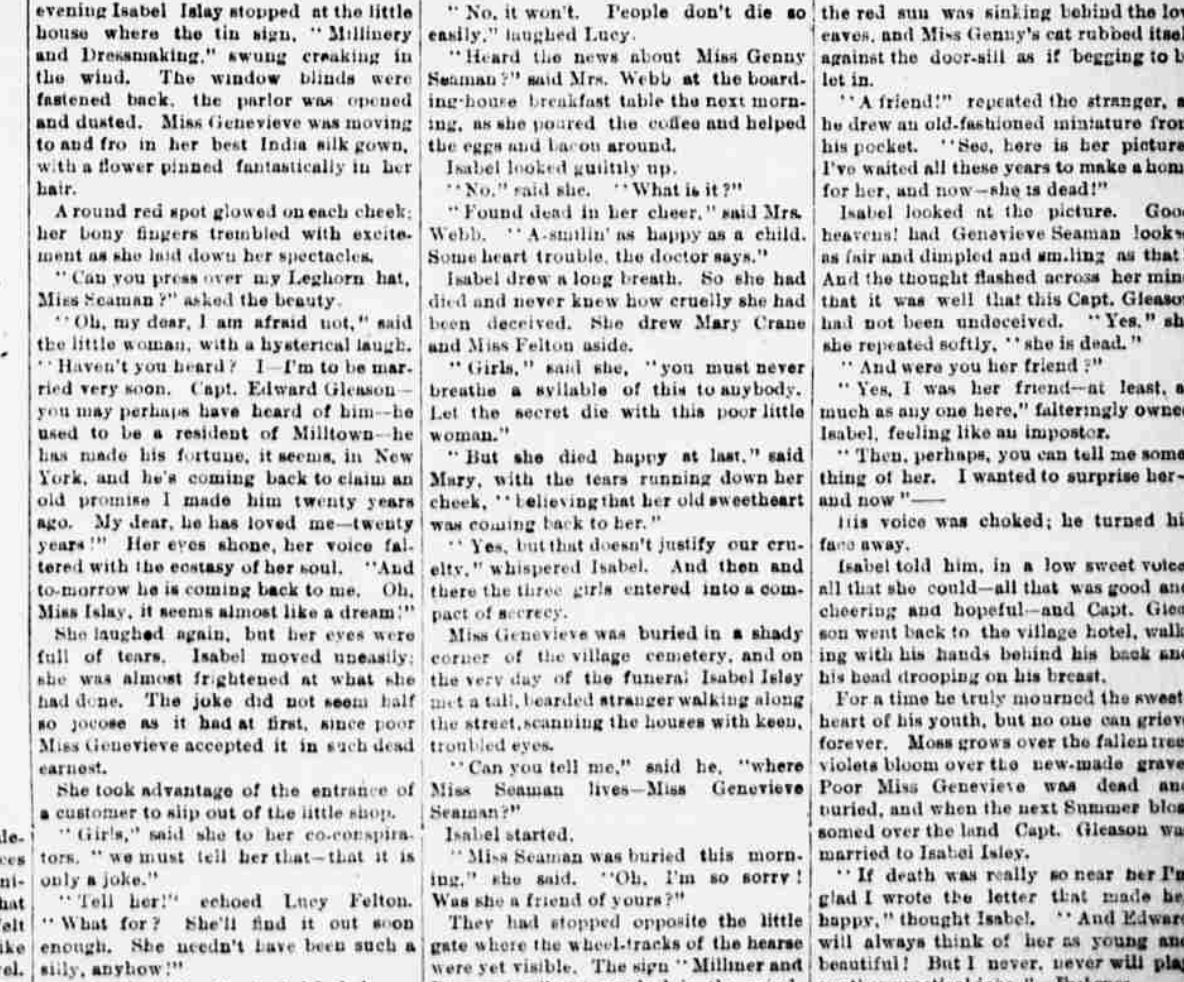 evening Isabel Islay stopped at the little
house where the tin sign, "Millinery
and Dressmaking," swung creaking in
the wind. The window blinds were
fastened back, the parlor was opened
and dusted. Miss Genevieve was moving
to and fro in her best India silk gown,
with a flower pinned fantastically in her
hair.
A round red spot glowed on each cheek;
her bony fingers trembled with excite-
ment as she laid down her spectacles.
"Can you press over my Leghorn hat,
Miss Seaman?" asked the beauty.
"Oh, my dear, I am afraid not," said
the little woman, with a hysterical laugh.
"Haven't you heard? I—I'm to be mar-
ried very soon. Capt. Edward Gleason—
you may perhaps have heard of him—he
used to be a resident of Milltown—he
has made his fortune, it seems, in New
York, and he's coming back to claim an
old promise I made him twenty years
ago. My dear, he has loved me—twenty
years!" Her eyes shone, her voice fal-
tered with the ecstasy of her soul. "And
to-morrow he is coming back to me. Oh,
Miss Islay, it seems almost like a dream!"
She laughed again, but her eyes were
full of tears. Isabel moved uneasily;
she was almost frightened at what she
had done. The joke did not seem half
so jocose as it had at first, since poor
Miss Genevieve accepted it in such dead
earnest.
She took advantage of the entrance of
a customer to slip out of the little shop.
"Girls," said she to her co-conspira-
tors, "we must tell her that—that it is
only a joke."
"Tell her!" echoed Lucy Felton.
"What for? She'll find it out soon
enough. She needn't have been such a
silly, anyhow!"
"No, it won't. People don't die so
easily," laughed Lucy.
"Heard the news about Miss Genny
Seaman?" said Mrs. Webb at the board-
ing-house breakfast table the next morn-
ing, as she poured the coffee and helped
the eggs and bacon around.
Isabel looked guiltily up.
"No," said she. "What is it?"
"Found dead in her cheer," said Mrs.
Webb. "A-smilin' as happy as a child.
Some heart trouble, the doctor says."
Isabel drew a long breath. So she had
died and never knew how cruelly she had
been deceived. She drew Mary Crane
and Miss Felton aside.
"Girls," said she, "you must never
breathe a syllable of this to anybody.
Let the secret die with this poor little
woman."
"But she died happy at last," said
Mary, with the tears running down her
cheek, "believing that her old sweetheart
was coming back to her."
"Yes, but that doesn't justify our cru-
elty," whispered Isabel. And then and
there the three girls entered into a com-
pact of secrecy.
Miss Genevieve was buried in a shady
corner of the village cemetery, and on
the very day of the funeral Isabel Islay
met a tall, bearded stranger walking along
the street, scanning the houses with keen,
troubled eyes.
"Can you tell me," said he, "where
Miss Seaman lives—Miss Genevieve
Seaman?"
Isabel started.
"Miss Seaman was buried this morn-
ing," she said. "Oh, I'm so sorry!
Was she a friend of yours?"
They had stopped opposite the little
gate where the wheel-tracks of the hearse
were yet visible. The sign "Milliner and
the red sun was sinking behind the lo
eaves, and Miss Genny's cat rubbed itsel
against the door-sill as if begging to b
let in.
"A friend!" repeated the stranger, a
he drew an old-fashioned miniature fro
his pocket. "See, here is her picture
I've waited all these years to make a hom
for her, and now—she is dead!"
Isabel looked at the picture. Goo
heavens! had Genevieve Seaman looke
as fair and dimpled and smiling as that
And the thought flashed across her min
that it was well that this Capt. Gleaso
had not been undeceived. "Yes," sh
she repeated softly, "she is dead."
"And were you her friend?"
"Yes, I was her friend—at least, a
much as any one here," falteringly owne
Isabel, feeling like an impostor.
"Then, perhaps, you can tell me some
thing of her. I wanted to surprise her—
and now"——
His voice was choked; he turned hi
face away.
Isabel told him, in a low sweet voice
all that she could—all that was good an
cheering and hopeful—and Capt. Glea
son went back to the village hotel, walk
ing with his hands behind his back an
his head drooping on his breast.
For a time he truly mourned the sweet
heart of his youth, but no one can griev
forever. Moss grows over the fallen tree
violets bloom over the new-made grave
Poor Miss Genevieve was dead an
buried, and when the next Summer blos
somed over the land Capt. Gleason wa
married to Isabel Islay.
"If death was really so near her I'm
glad I wrote the letter that made he
happy," thought Isabel. "And Edwar
will always think of her as young an
beautiful! But I never, never will pla